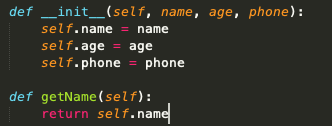 def __init__(self, name, age, phone):
    self.name = name
    self.age = age
    self.phone = phone

def getName(self):
    return self.name